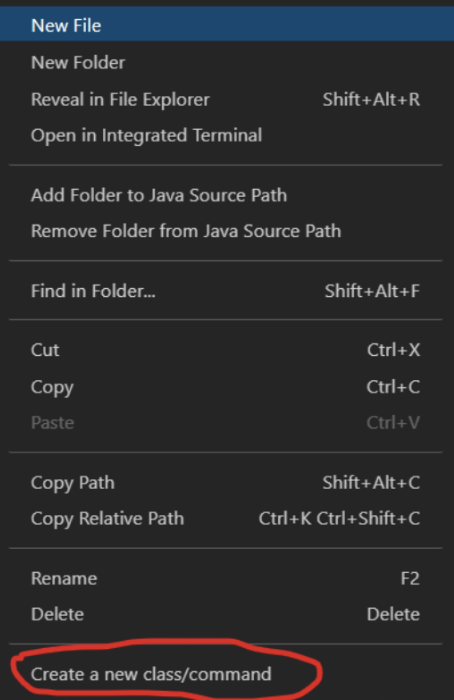 New File
New Folder
Reveal in File Explorer Shift+Alt+R
Open in Integrated Terminal
Add Folder to Java Source Path
Remove Folder from Java Source Path
Find in Folder... Shift+Alt+F
Cut Ctrl+X
Copy Ctrl+C
Paste Ctrl+V
Copy Path Shift+Alt+C
Copy Relative Path Ctrl+K Ctrl+Shift+C
Rename F2
Delete Delete
Create a new class/command